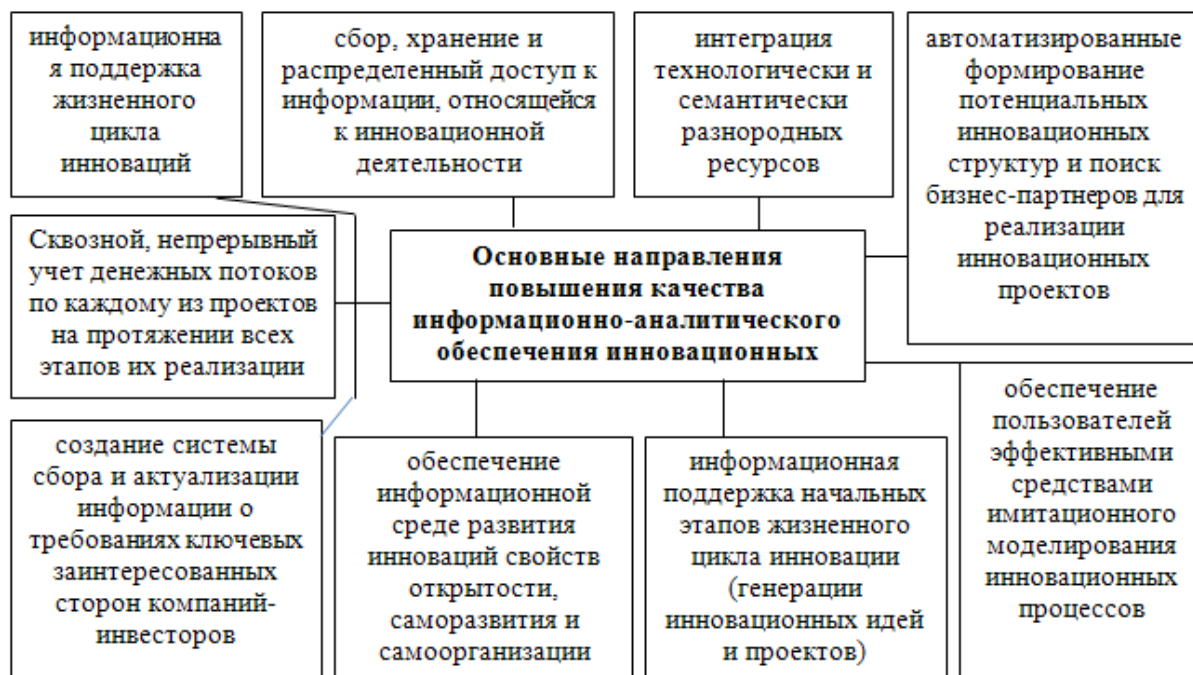 информационна
я поддержка
жизненного
цикла
инноваций
сбор, хранение и
распределенный доступ к
информации, относящейся
к инновационной
деятельности
интеграция
технологически и
семантически
разнородных
ресурсов
автоматизированные
формирование
потенциальных
инновационных
структур и поиск
бизнес-партнеров для
реализации
инновационных
проектов
Сквозной, непрерывный
учет денежных потоков
по каждому из проектов
на протяжении всех
этапов их реализации
Основные направления
повышения качества
информационно-аналитического
обеспечения инновационных
создание системы
сбора и актуализации
информации о
требованиях ключевых
заинтересованных
сторон компаний-
инвесторов
обеспечение
информационной
среде развития
инноваций свойств
открытости,
саморазвития и
самоорганизации
информационная
поддержка начальных
этапов жизненного
цикла инновации
(генерации
инновационных идей
и проектов)
обеспечение
пользователей
эффективными
средствами
имитационного
моделирования
инновационных
процессов